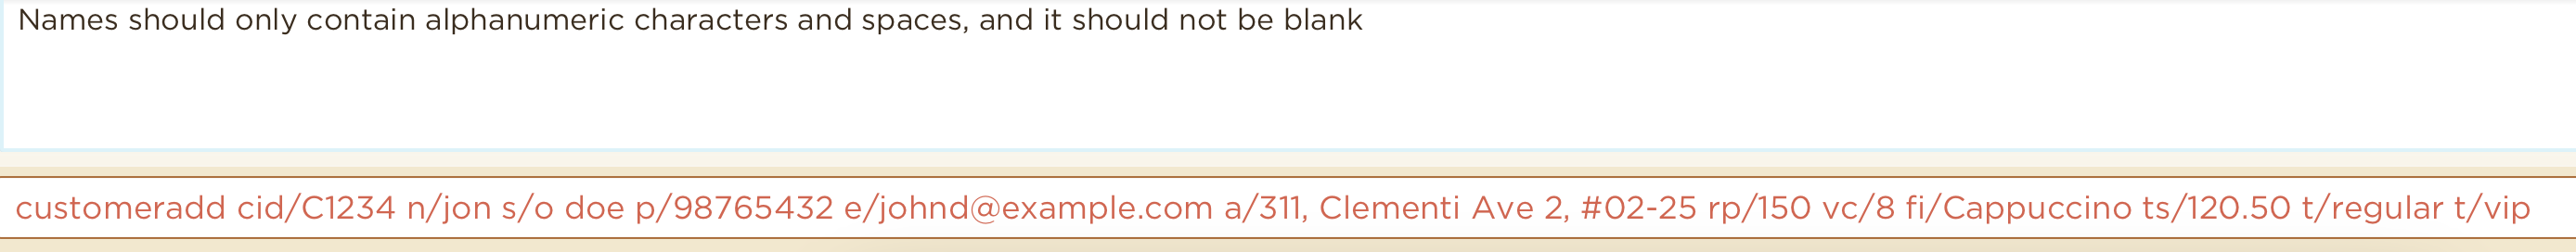 Names should only contain alphanumeric characters and spaces, and it should not be blank
customeradd cid/C1234 n/jon s/o doe p/98765432 e/johnd@example.com a/311, Clementi Ave 2, #02-25 rp/150 vc/8 fi/Cappuccino ts/120.50 t/regular t/vip